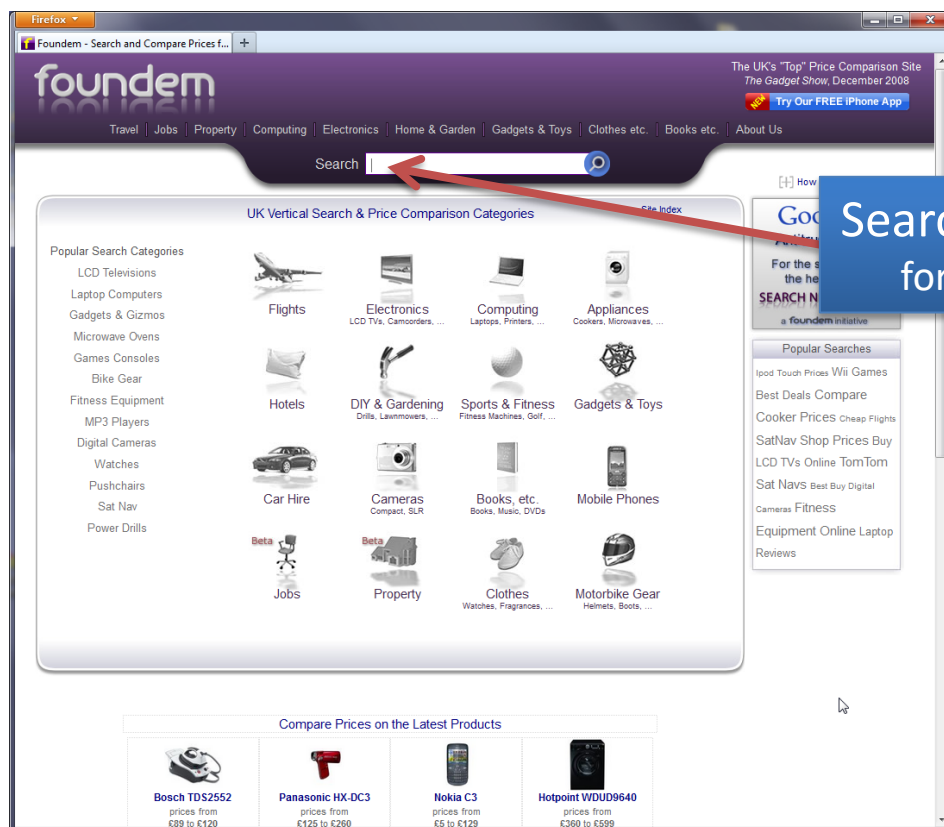 Firefox
Foundem - Search and Compare Prices f...
foundem
The UK's "Top" Price Comparison Site
The Gadget Show, December 2008
NEW Try Our FREE iPhone App
Travel Jobs Property Computing Electronics Home & Garden Gadgets & Toys Clothes etc. Books etc. About Us
Search
[+] How
UK Vertical Search & Price Comparison Categories
Site Index
Popular Search Categories
LCD Televisions
Laptop Computers
Gadgets & Gizmos
Microwave Ovens
Games Consoles
Bike Gear
Fitness Equipment
MP3 Players
Digital Cameras
Watches
Pushchairs
Sat Nav
Power Drills
Flights
Electronics
LCD TVs, Camcorders, ...
Computing
Laptops, Printers, ...
Appliances
Cookers, Microwaves, ...
Hotels
DIY & Gardening
Drills, Lawnmowers, ...
Sports & Fitness
Fitness Machines, Golf, ...
Gadgets & Toys
Car Hire
Cameras
Compact, SLR
Books, etc.
Books, Music, DVDs
Mobile Phones
Beta
Jobs
Beta
Property
Clothes
Watches, Fragrances, ...
Motorbike Gear
Helmets, Boots, ...
For the
the
SEARCH
a foundem initiative
for
Popular Searches
Ipod Touch Prices Wii Games
Best Deals Compare
Cooker Prices Cheap Flights
SatNav Shop Prices Buy
LCD TVs Online TomTom
Sat Navs Best Buy Digital
Cameras Fitness
Equipment Online Laptop
Reviews
Compare Prices on the Latest Products
Bosch TDS2552
prices from
£89 to £120
Panasonic HX-DC3
prices from
£125 to £260
Nokia C3
prices from
£5 to £129
Hotpoint WDUD9640
prices from
£360 to £599